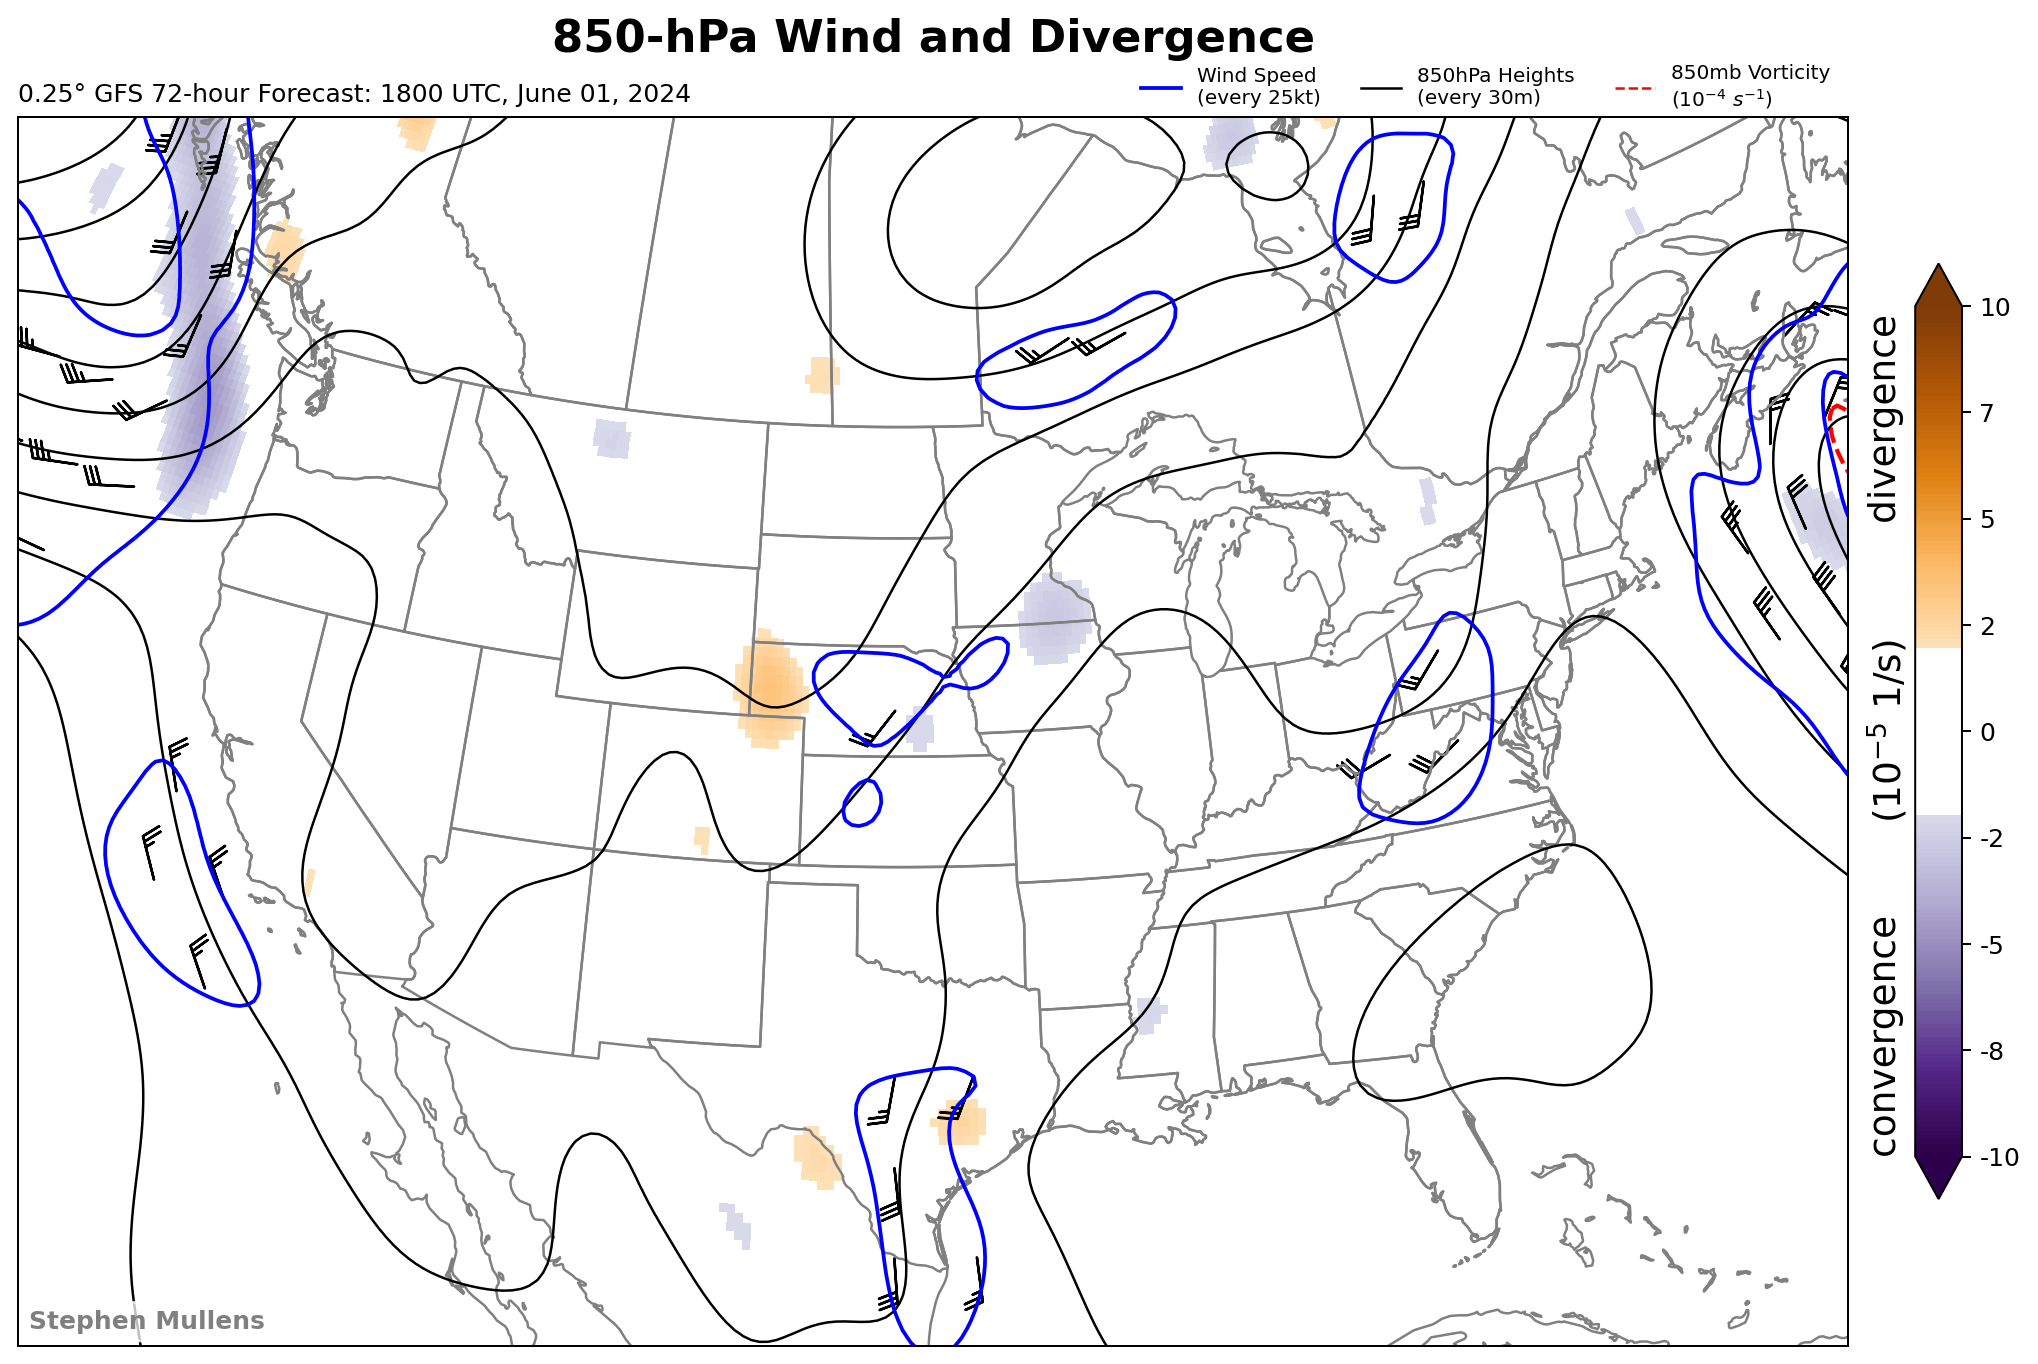 850-hPa Wind and Divergence
0.25° GFS 72-hour Forecast: 1800 UTC, June 01, 2024
Wind Speed
(every 25kt)
850hPa Heights
(every 30m)
850mb Vorticity
(10⁻⁴ s⁻¹)
10
7
5
2
0
-2
-5
-8
-10
convergence (10⁻⁵ 1/s) divergence
Stephen Mullens